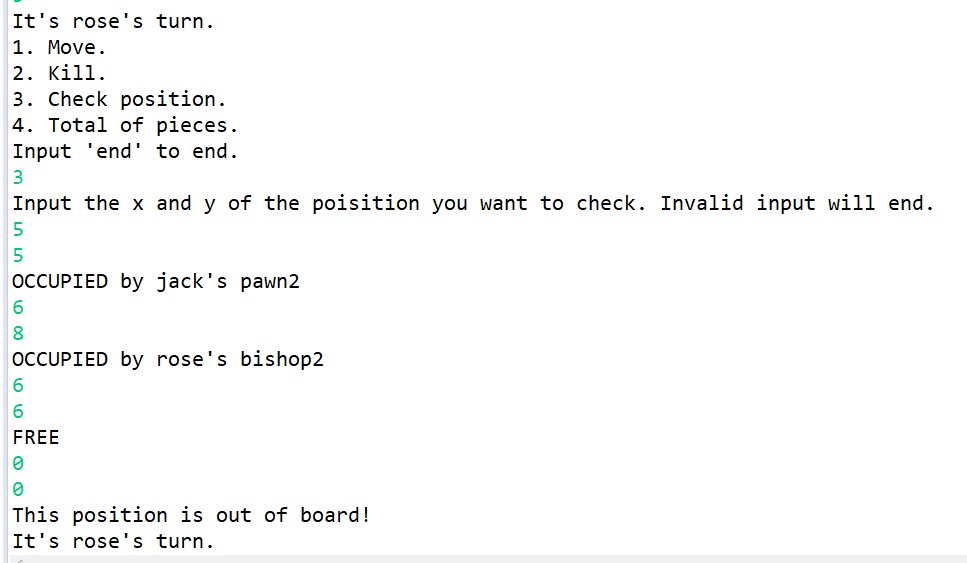 It's rose's turn.
1. Move.
2. Kill.
3. Check position.
4. Total of pieces.
Input 'end' to end.
3
Input the x and y of the poisition you want to check. Invalid input will end.
5
5
OCCUPIED by jack's pawn2
6
8
OCCUPIED by rose's bishop2
6
6
FREE
0
0
This position is out of board!
It's rose's turn.